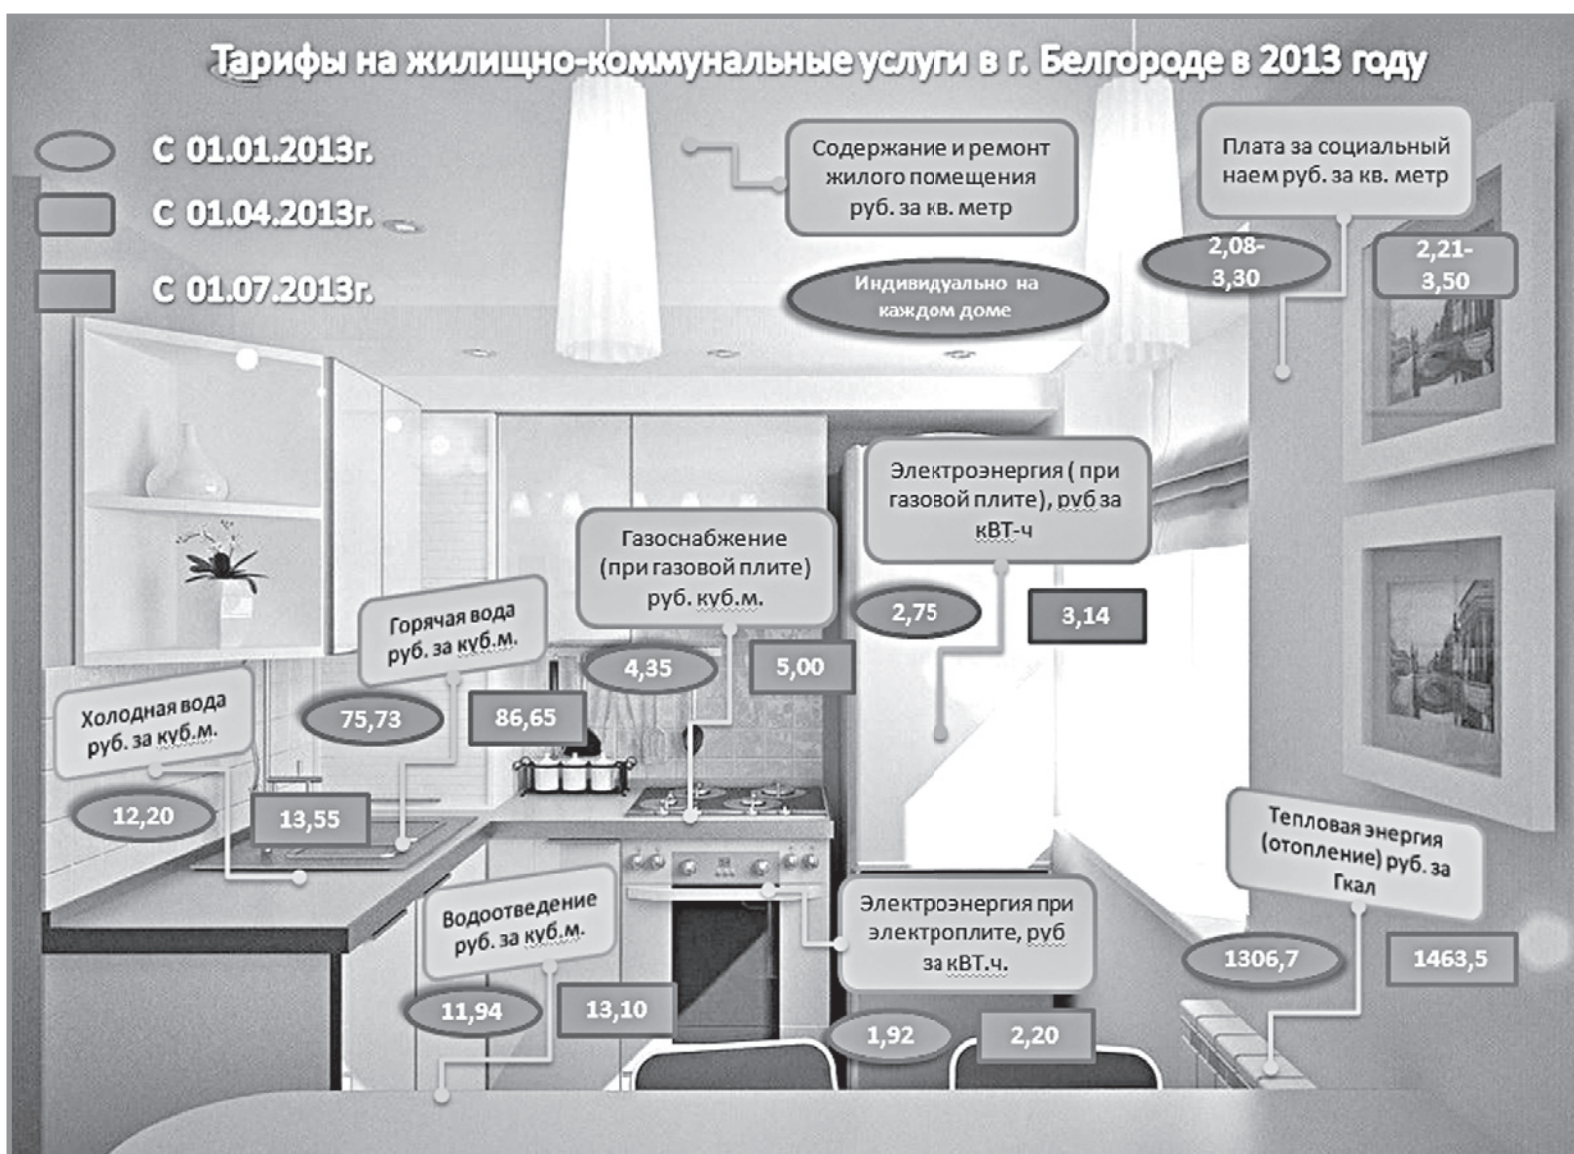 Тарифы на жилищно-коммунальные услуги в г. Белгороде в 2013 году
С 01.01.2013г.
С 01.04.2013г.
С 01.07.2013г.
Содержание и ремонт
жилого помещения
руб. за кв. метр
Индивидуально на
каждом доме
Плата за социальный
наем руб. за кв. метр
2,08-
3,30
2,21-
3,50
Электроэнергия ( при
газовой плите), руб за
кВТ-ч
2,75
3,14
Газоснабжение
(при газовой плите)
руб. куб.м.
4,35
5,00
Горячая вода
руб. за куб.м.
75,73
86,65
Холодная вода
руб. за куб.м.
12,20
13,55
Водоотведение
руб. за куб.м.
11,94
13,10
Электроэнергия при
электроплите, руб
за кВТ.ч.
1,92
2,20
Тепловая энергия
(отопление) руб. за
Гкал
1306,7
1463,5